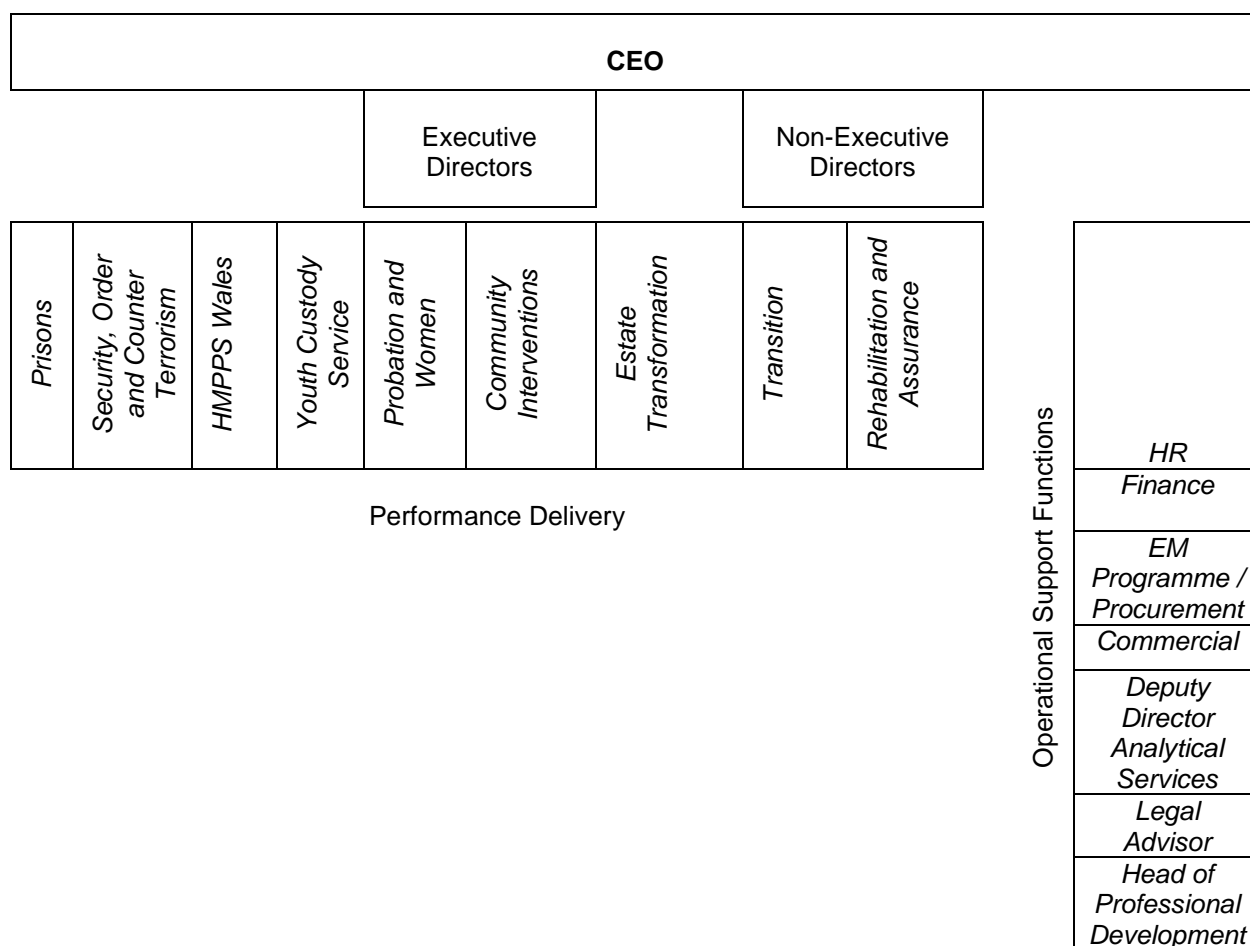 CEO
Executive
Directors
Non-Executive
Directors
Prisons
Security, Order
and Counter
Terrorism
HMPPS Wales
Youth Custody
Service
Probation and
Women
Community
Interventions
Estate
Transformation
Transition
Rehabilitation and
Assurance
Performance Delivery
Operational Support Functions
HR
Finance
EM
Programme /
Procurement
Commercial
Deputy
Director
Analytical
Services
Legal
Advisor
Head of
Professional
Development